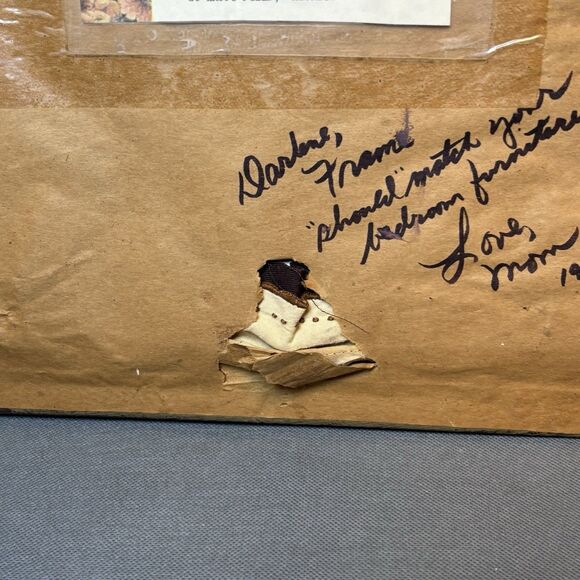 Darlene,
Frame
"should" match your
bedroom furniture
Love,
Mom